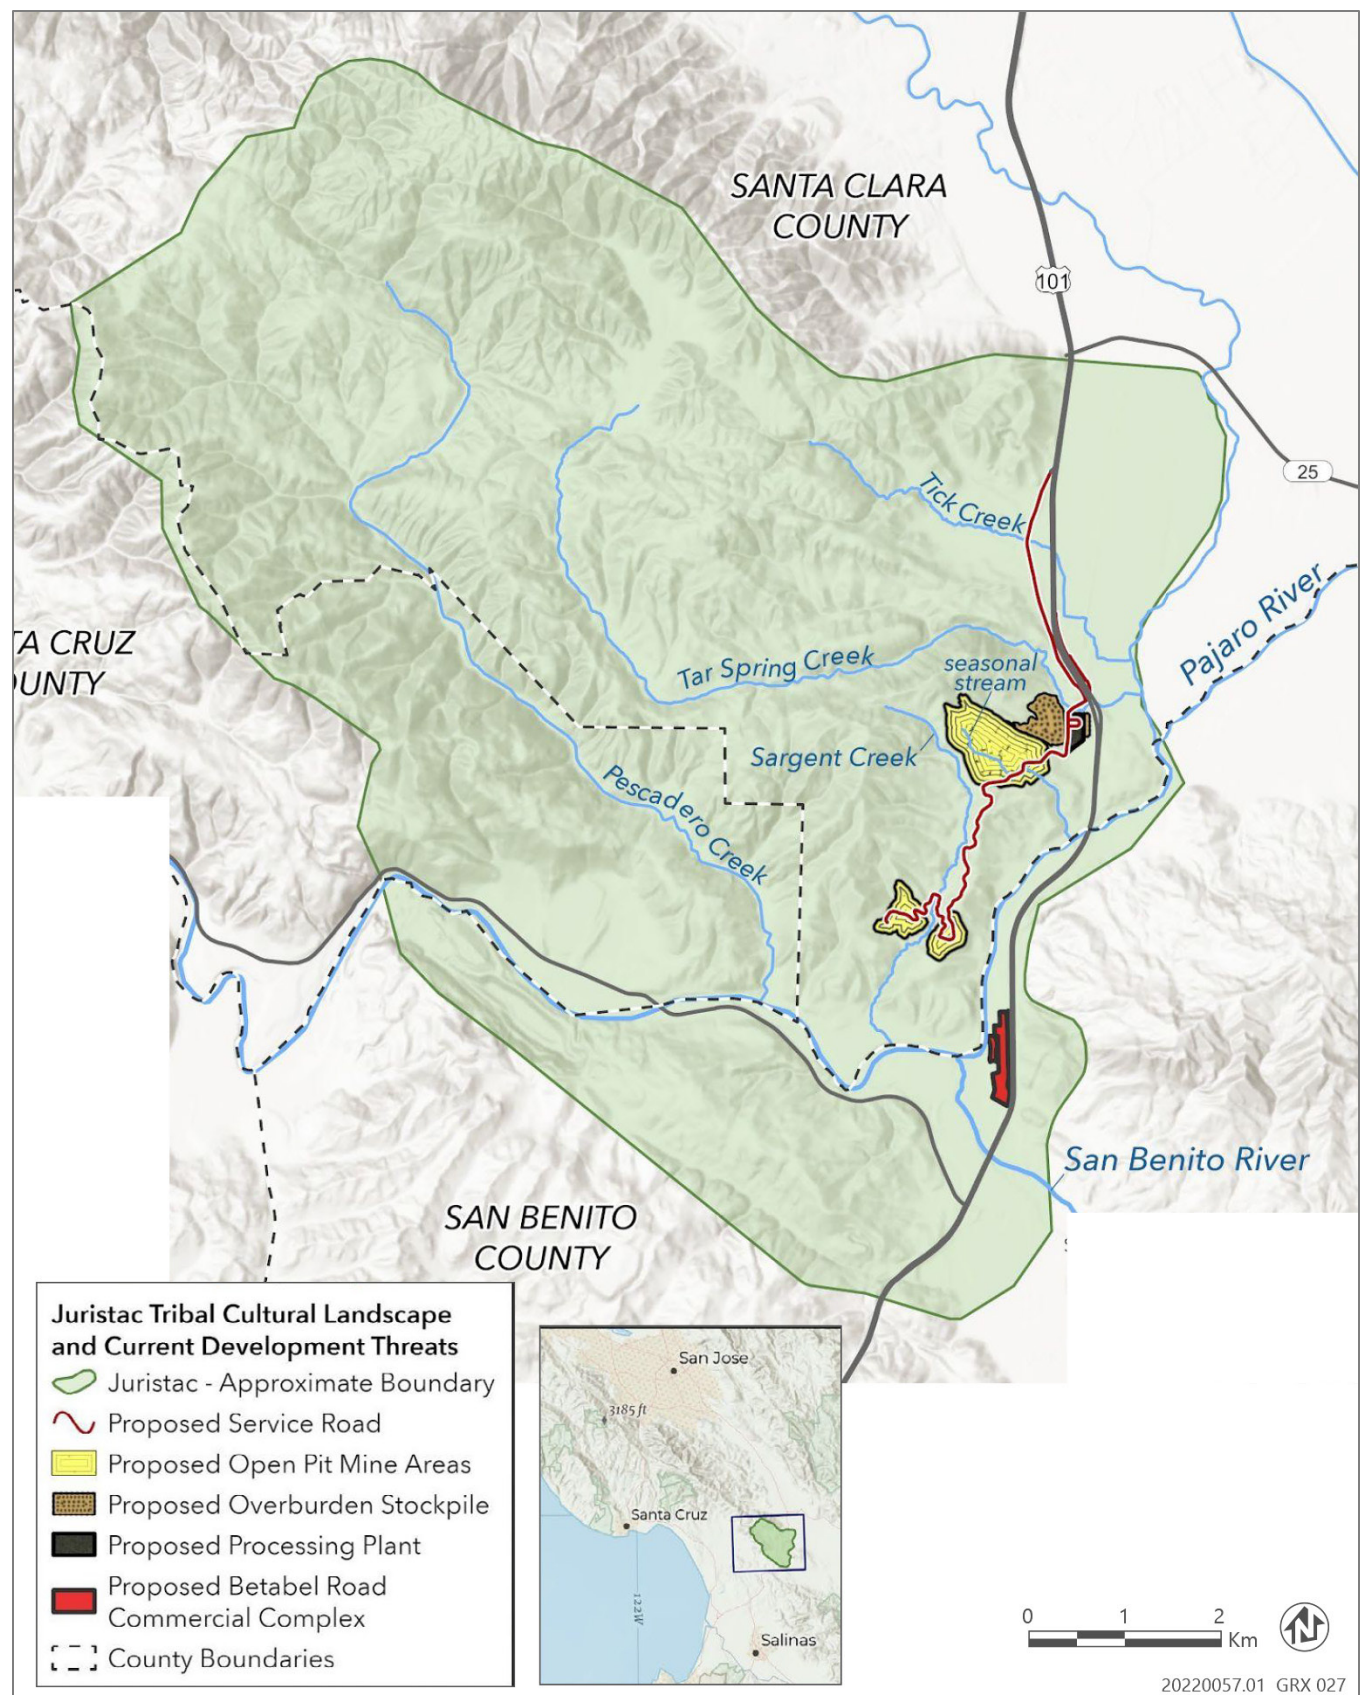 SANTA CLARA
COUNTY
101
25
Tick Creek
Pajaro River
TA CRUZ
OUNTY
Tar Spring Creek
seasonal
stream
Sargent Creek
Pescadero Creek
San Benito River
SAN BENITO
COUNTY
Juristac Tribal Cultural Landscape
and Current Development Threats
Juristac - Approximate Boundary
Proposed Service Road
Proposed Open Pit Mine Areas
Proposed Overburden Stockpile
Proposed Processing Plant
Proposed Betabel Road
Commercial Complex
County Boundaries
San Jose
3185 ft
Santa Cruz
122W
Salinas
0 1 2
Km
N
20220057.01 GRX 027